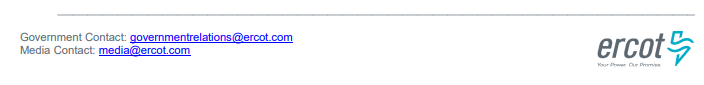 Government Contact: governmentrelations@ercot.com
Media Contact: media@ercot.com
ercot
Your Power. Our Promise.